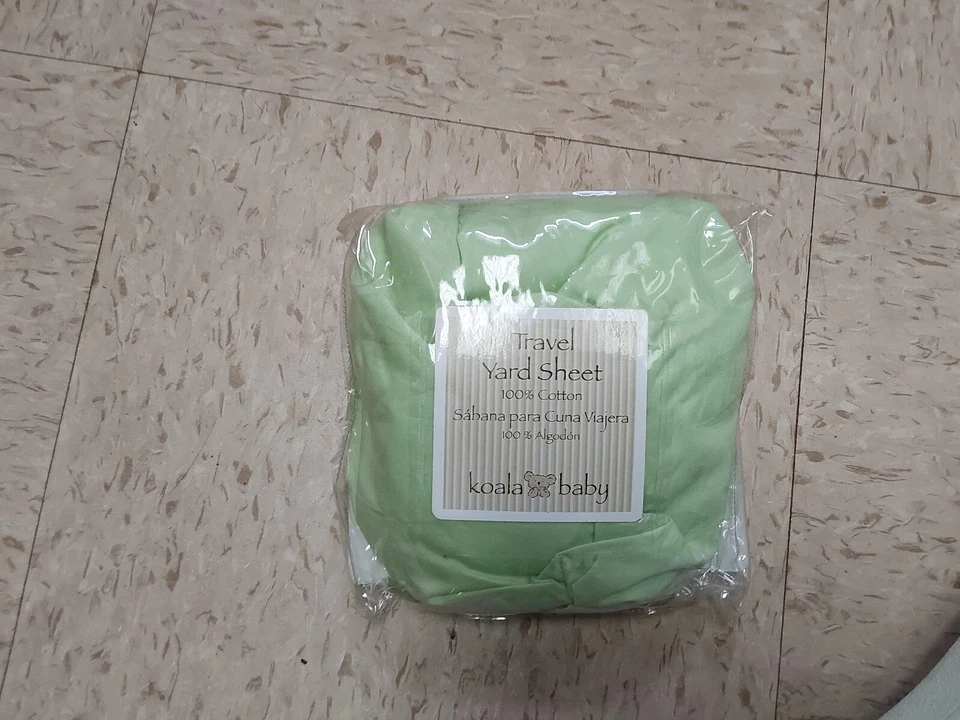 Travel
Yard Sheet
100% Cotton
Sábana para Cuna Viajera
100 % Algodón
koala baby